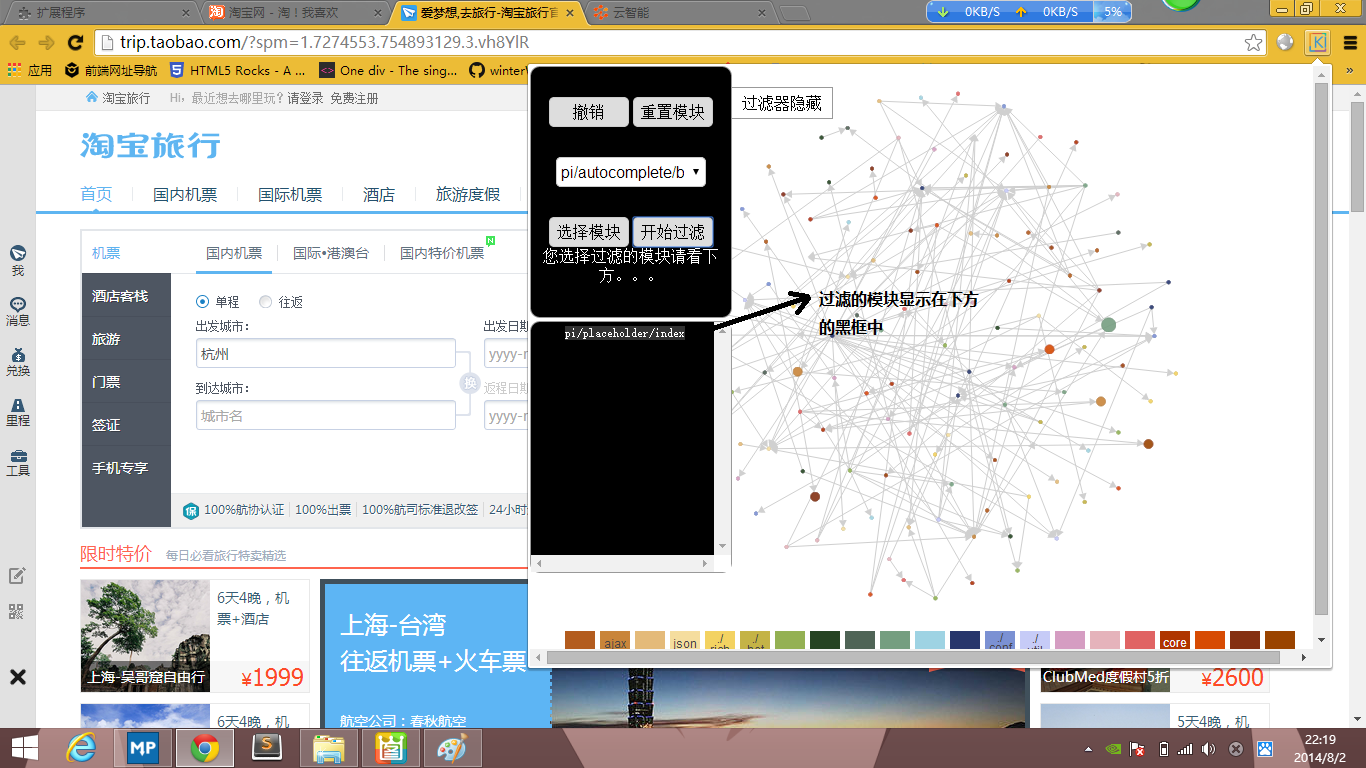 扩展程序
淘宝网 - 淘！我喜欢
爱梦想,去旅行-淘宝旅行官
云智能
0KB/S
0KB/S
5%
trip.taobao.com/?spm=1.7274553.754893129.3.vh8YlR
应用
前端网址导航
HTML5 Rocks - A ...
One div - The sing...
winter
淘宝旅行
Hi，最近想去哪里玩？请登录 免费注册
淘宝旅行
首页
国内机票
国际机票
酒店
旅游度假
我
消息
兑换
里程
工具
机票
国内机票
国际•港澳台
国内特价机票
N
酒店客栈
旅游
门票
签证
手机专享
单程
往返
出发城市：
出发日期
杭州
yyyy-m
换
到达城市：
返程日期
城市名
yyyy-m
保
100%航协认证
100%出票
100%航司标准退改签
24小时
限时特价
每日必看旅行特卖精选
上海-吴哥窟自由行
6天4晚，机
票+酒店
¥1999
6天4晚，机
上海-台湾
往返机票+火车票
航空公司：春秋航空
撤销
重置模块
过滤器隐藏
pi/autocomplete/b
选择模块
开始过滤
您选择过滤的模块请看下
方。。。
pi/placeholder/index
过滤的模块显示在下方
的黑框中
ajax
json
./
rich
./
hot
./
conf
./
util
core
ClubMed度假村5折
¥2600
5天4晚，机
MP
22:19
2014/8/2